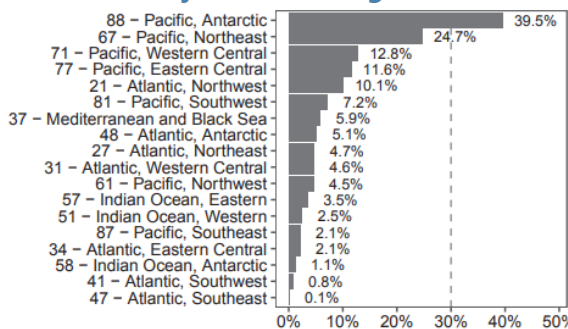 88 – Pacific, Antarctic 39.5%
67 – Pacific, Northeast 24.7%
71 – Pacific, Western Central 12.8%
77 – Pacific, Eastern Central 11.6%
21 – Atlantic, Northwest 10.1%
81 – Pacific, Southwest 7.2%
37 – Mediterranean and Black Sea 5.9%
48 – Atlantic, Antarctic 5.1%
27 – Atlantic, Northeast 4.7%
31 – Atlantic, Western Central 4.6%
61 – Pacific, Northwest 4.5%
57 – Indian Ocean, Eastern 3.5%
51 – Indian Ocean, Western 2.5%
87 – Pacific, Southeast 2.1%
34 – Atlantic, Eastern Central 2.1%
58 – Indian Ocean, Antarctic 1.1%
41 – Atlantic, Southwest 0.8%
47 – Atlantic, Southeast 0.1%
0% 10% 20% 30% 40% 50%